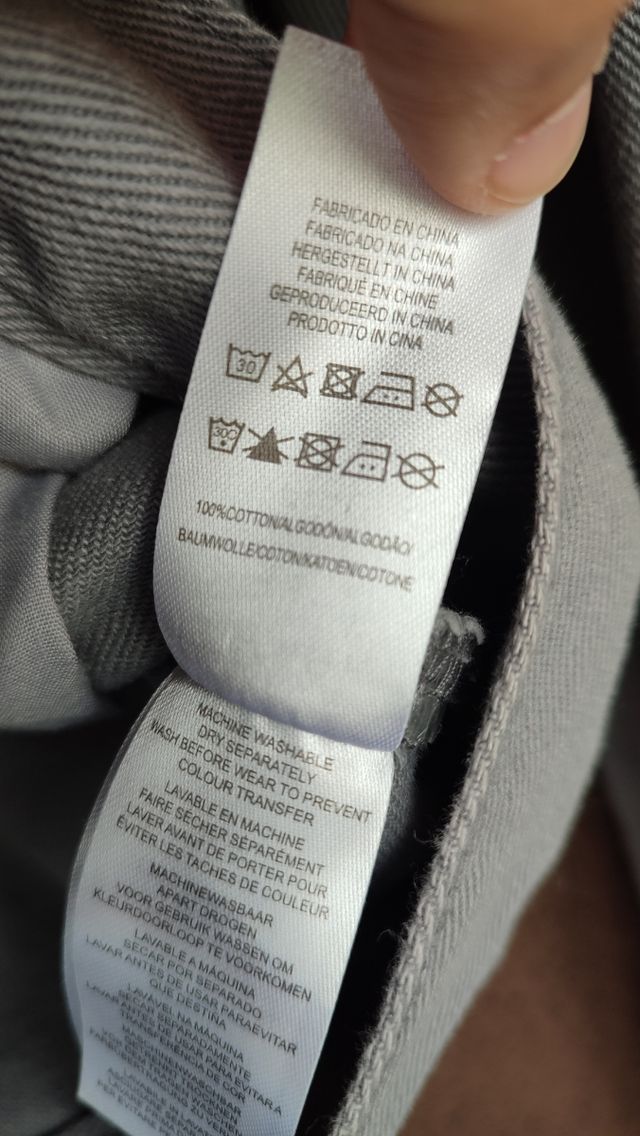 FABRICADO EN CHINA
FABRICADO NA CHINA
HERGESTELLT IN CHINA
FABRIQUÉ EN CHINE
GEPRODUCEERD IN CHINA
PRODOTTO IN CINA
30
30C
100%COTTON/ALGODÓN/ALGODÃO/
BAUMWOLLE/COTON/KATOEN/COTONE
MACHINE WASHABLE
DRY SEPARATELY
WASH BEFORE WEAR TO PREVENT
COLOUR TRANSFER
LAVABLE EN MACHINE
FAIRE SÉCHER SÉPARÉMENT
LAVER AVANT DE PORTER POUR
ÉVITER LES TACHES DE COULEUR
MACHINEWASBAAR
APART DROGEN
VOOR GEBRUIK WASSEN OM
KLEURDOORLOOP TE VOORKOMEN
LAVABLE A MÁQUINA
SECAR POR SEPARADO
LAVAR ANTES DE USAR PARAEVITAR
QUE DESTIÑA
LAVÁVEL NA MÁQUINA
SECAR SEPARADAMENTE
LAVAR ANTES DE USAR PARA EVITAR A
TRANSFERÊNCIA DE COR